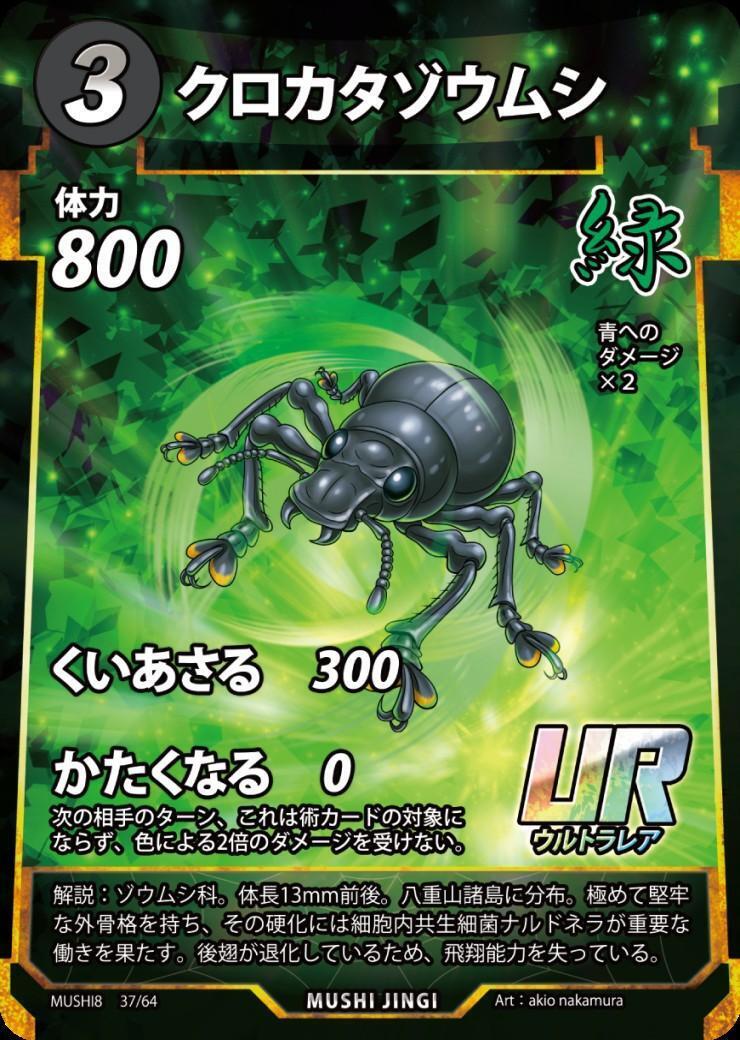 3 クロカタゾウムシ
体力
800
緑
青への
ダメージ
×2
くいあさる 300
かたくなる 0
次の相手のターン、これは術カードの対象に
ならず、色による2倍のダメージを受けない。
UR
ウルトラレア
解説：ゾウムシ科。体長13mm前後。八重山諸島に分布。極めて堅牢
な外骨格を持ち、その硬化には細胞内共生細菌ナルドネラが重要な
働きを果たす。後翅が退化しているため、飛翔能力を失っている。
MUSHI8 37/64 MUSHI JINGI Art：akio nakamura